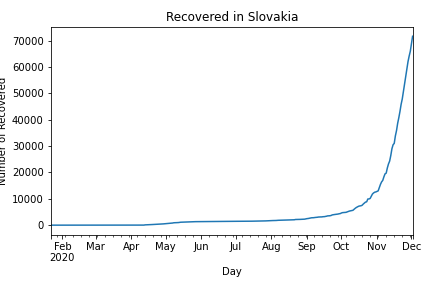 Recovered in Slovakia
Number of Recovered
70000
60000
50000
40000
30000
20000
10000
0
Feb Mar Apr May Jun Jul Aug Sep Oct Nov Dec
2020
Day